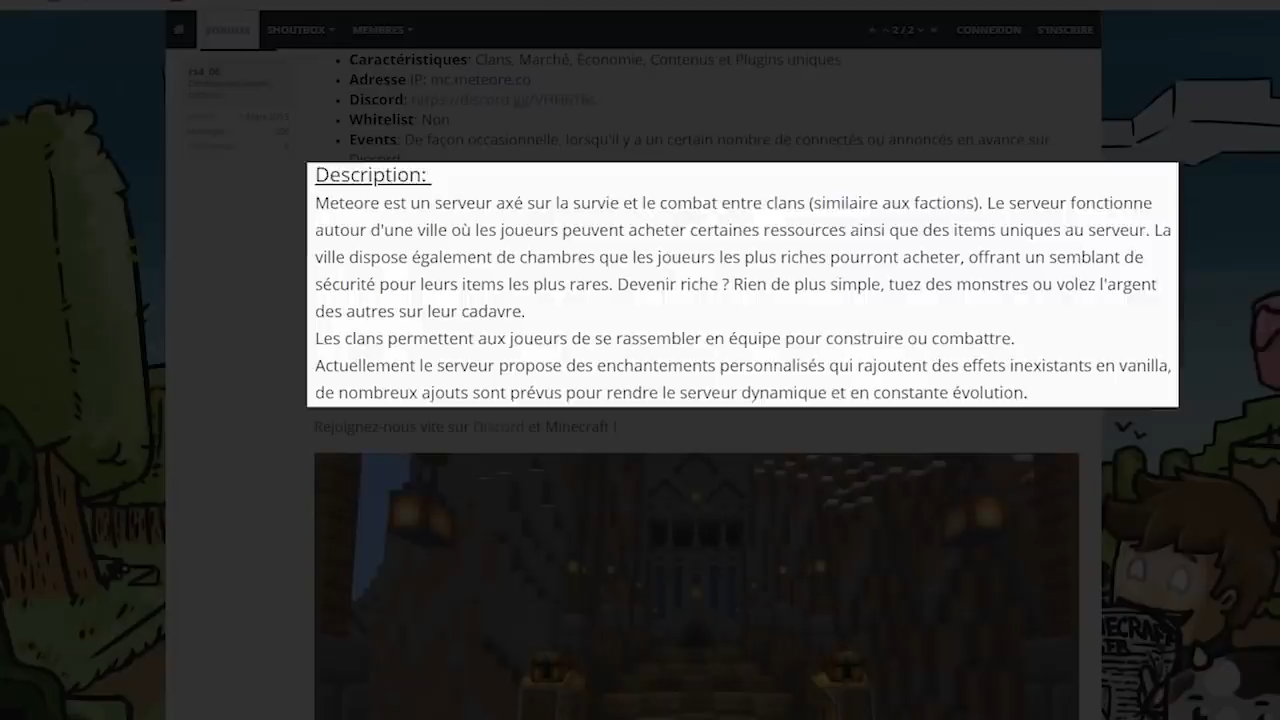 FORUMS SHOUTBOX MEMBRES 2 / 2 CONNEXION S'INSCRIRE
Caractéristiques: Clans, Marché, Économie, Contenus et Plugins uniques
Adresse IP: mc.meteore.co
Discord:
Whitelist: Non
Events: De façon occasionnelle, lorsqu'il y a un certain nombre de connectés ou annoncés en avance sur
Discord
Description:
Meteore est un serveur axé sur la survie et le combat entre clans (similaire aux factions). Le serveur fonctionne
autour d'une ville où les joueurs peuvent acheter certaines ressources ainsi que des items uniques au serveur. La
ville dispose également de chambres que les joueurs les plus riches pourront acheter, offrant un semblant de
sécurité pour leurs items les plus rares. Devenir riche ? Rien de plus simple, tuez des monstres ou volez l'argent
des autres sur leur cadavre.
Les clans permettent aux joueurs de se rassembler en équipe pour construire ou combattre.
Actuellement le serveur propose des enchantements personnalisés qui rajoutent des effets inexistants en vanilla,
de nombreux ajouts sont prévus pour rendre le serveur dynamique et en constante évolution.
Rejoignez-nous vite sur Discord et Minecraft !